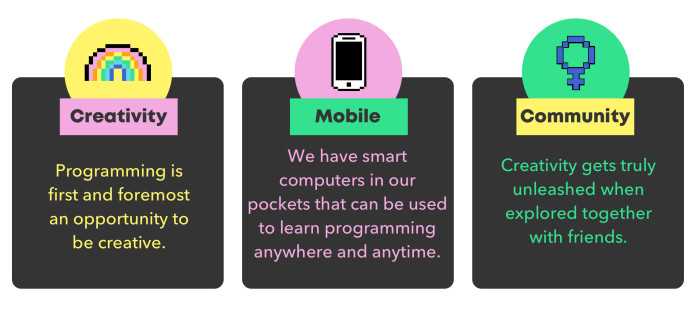 Creativity
Programming is
first and foremost
an opportunity to
be creative.
Mobile
We have smart
computers in our
pockets that can be used
to learn programming
anywhere and anytime.
Community
Creativity gets truly
unleashed when
explored together
with friends.